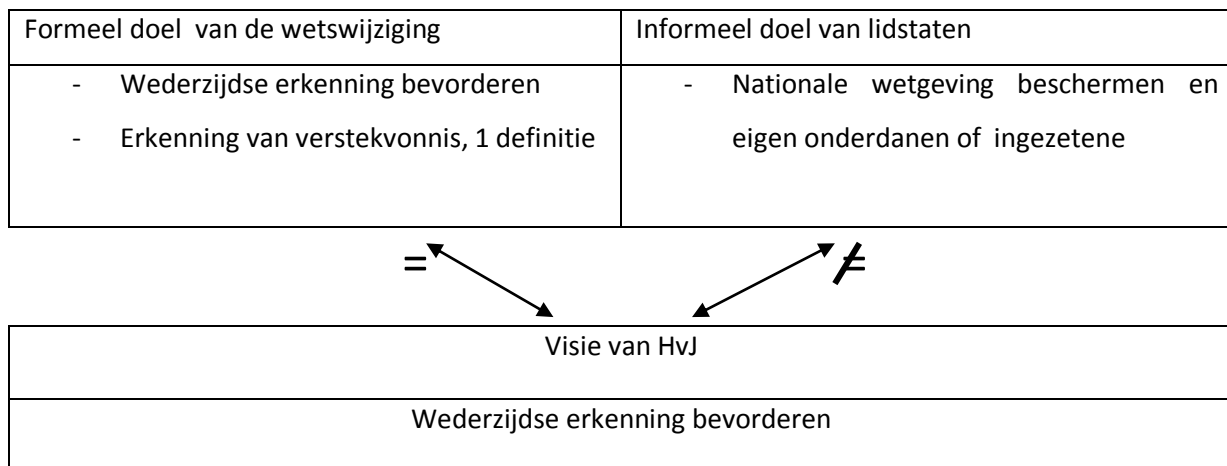 Formeel doel van de wetswijziging
Informeel doel van lidstaten
- Wederzijdse erkenning bevorderen
- Erkenning van verstekvonnis, 1 definitie
- Nationale wetgeving beschermen en
eigen onderdanen of ingezetene
= ≠
Visie van HvJ
Wederzijdse erkenning bevorderen